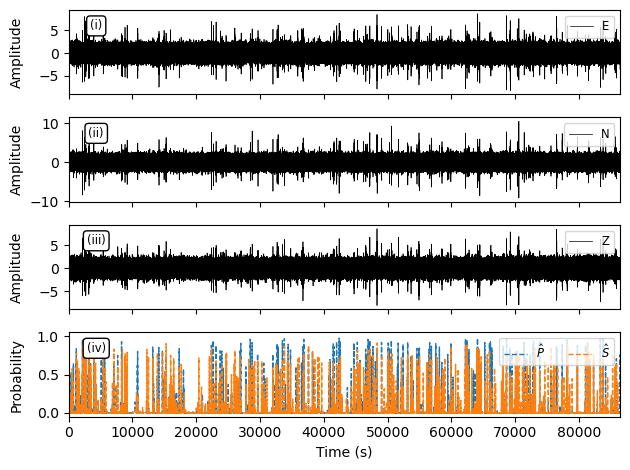 (i)
E
Amplitude
5
0
−5
(ii)
N
Amplitude
10
0
−10
(iii)
Z
Amplitude
5
0
−5
(iv)
P̂ Ŝ
Probability
1.0
0.5
0.0
0 10000 20000 30000 40000 50000 60000 70000 80000
Time (s)